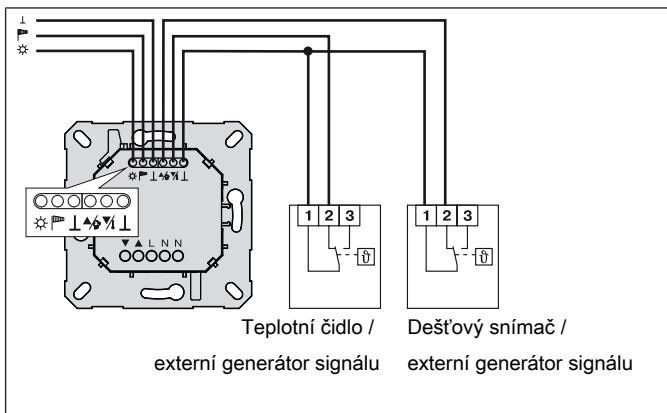 ⊥
☼
☼ ⊥ ▲/ ▼/ ⊥
☼ ⊥ ▲/ ▼/ ⊥
▼ ▲ L N N
1 2 3
ϑ
1 2 3
ϑ
Teplotní čidlo /
externí generátor signálu
Dešťový snímač /
externí generátor signálu